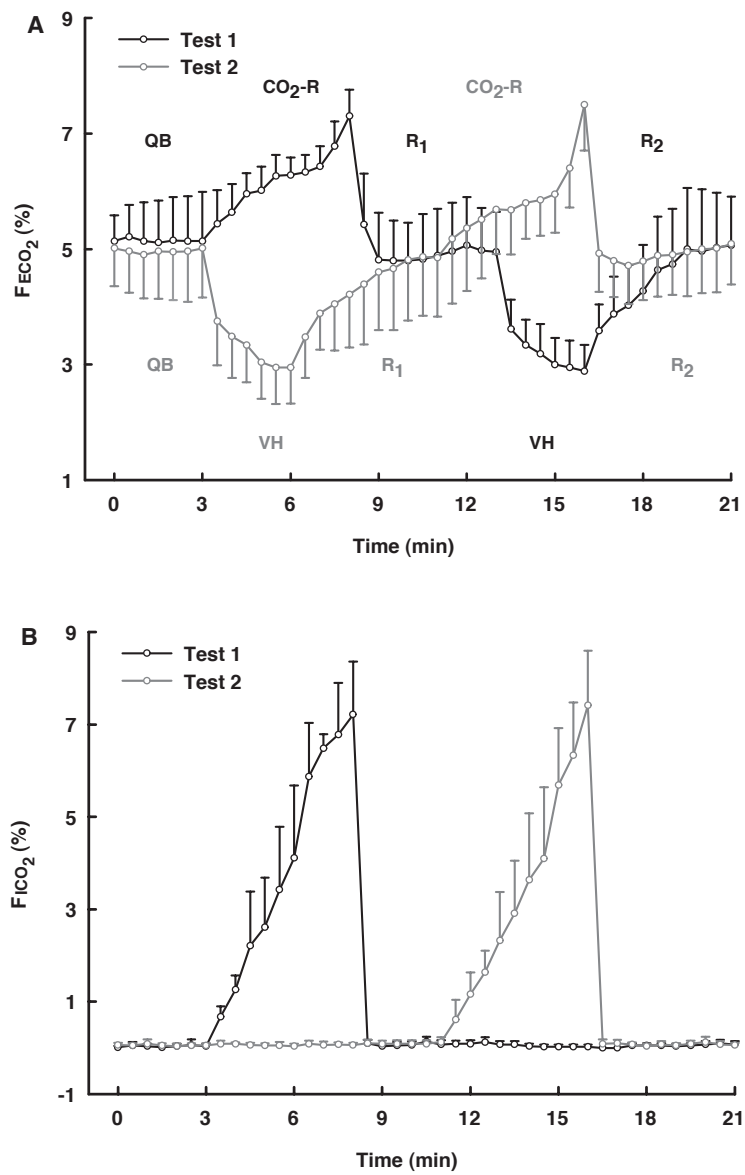 A
Test 1
Test 2
CO2-R
CO2-R
QB
R1
R2
FECO2 (%)
9
7
5
3
1
QB
R1
R2
VH
VH
0 3 6 9 12 15 18 21
Time (min)
B
Test 1
Test 2
FICO2 (%)
9
7
5
3
1
-1
0 3 6 9 12 15 18 21
Time (min)